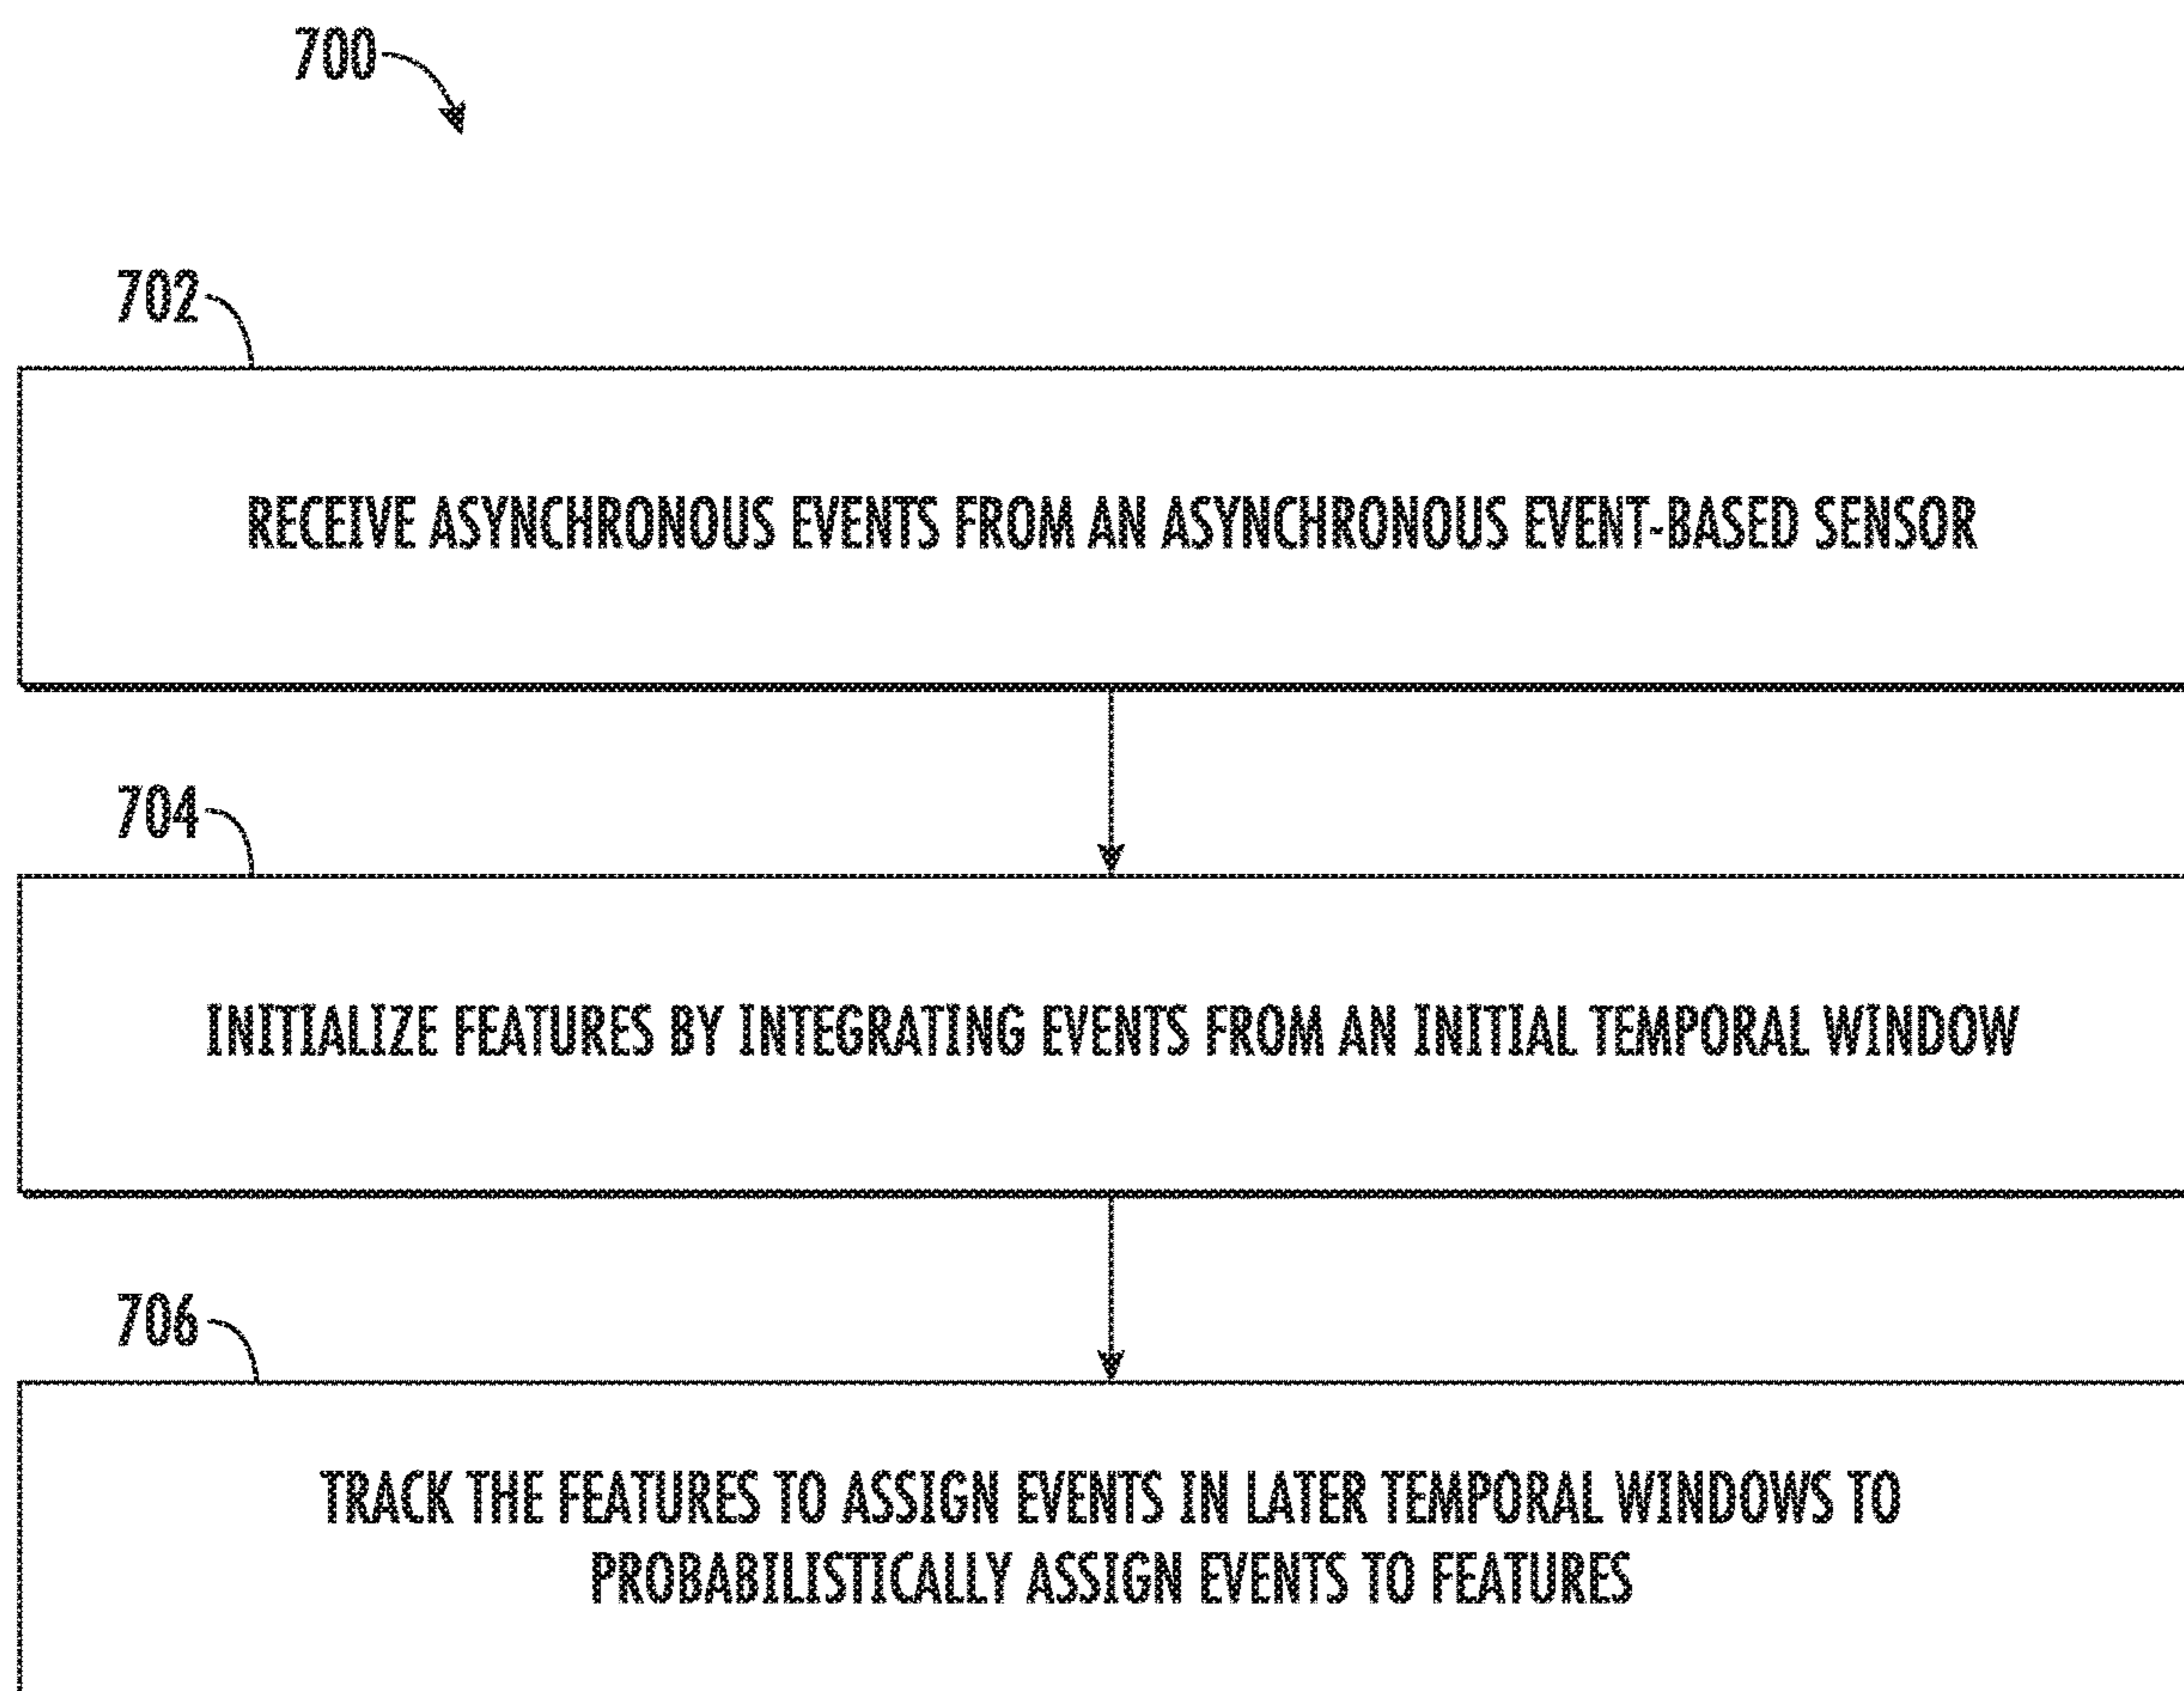 700
702
RECEIVE ASYNCHRONOUS EVENTS FROM AN ASYNCHRONOUS EVENT-BASED SENSOR
704
INITIALIZE FEATURES BY INTEGRATING EVENTS FROM AN INITIAL TEMPORAL WINDOW
706
TRACK THE FEATURES TO ASSIGN EVENTS IN LATER TEMPORAL WINDOWS TO
PROBABILISTICALLY ASSIGN EVENTS TO FEATURES